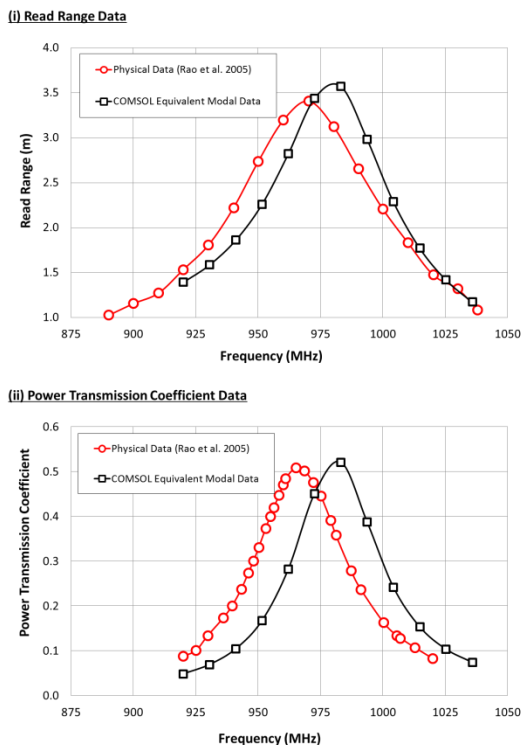 (i) Read Range Data
4.0
3.5
3.0
2.5
2.0
1.5
1.0
Read Range (m)
Physical Data (Rao et al. 2005)
COMSOL Equivalent Modal Data
875 900 925 950 975 1000 1025 1050
Frequency (MHz)
(ii) Power Transmission Coefficient Data
0.6
0.5
0.4
0.3
0.2
0.1
0.0
Power Transmission Coefficient
Physical Data (Rao et al. 2005)
COMSOL Equivalent Modal Data
875 900 925 950 975 1000 1025 1050
Frequency (MHz)